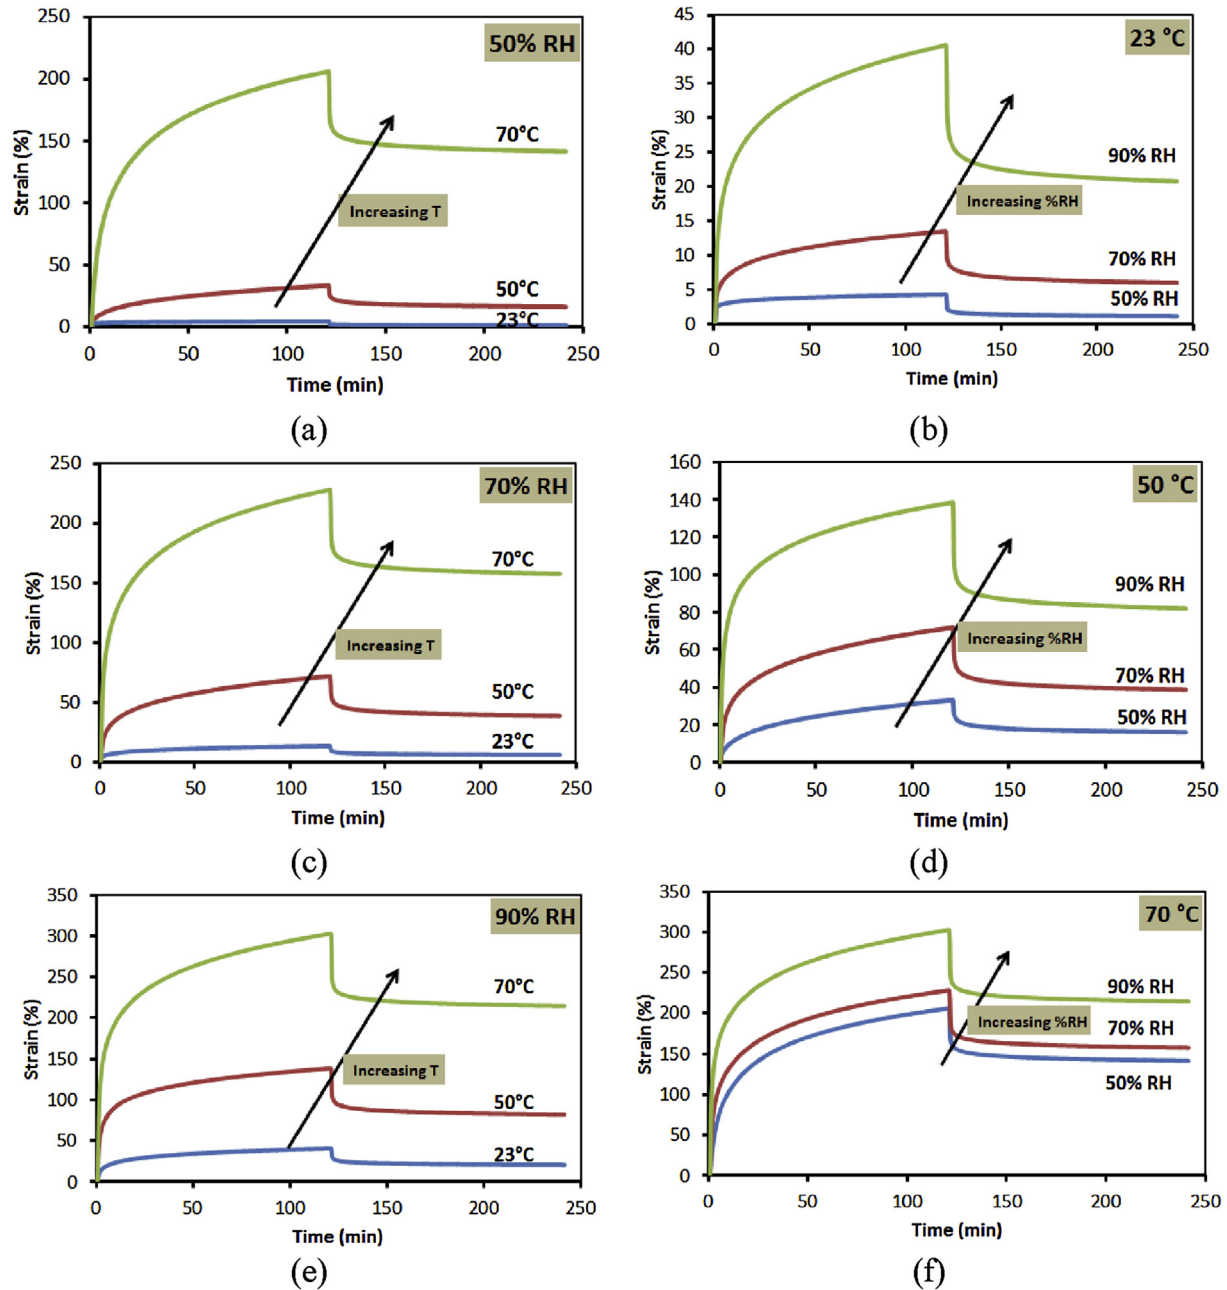 250
200
150
100
50
0
Strain (%)
50% RH
70°C
Increasing T
50°C
23°C
0 50 100 150 200 250
Time (min)
(a)
45
40
35
30
25
20
15
10
5
0
Strain (%)
23 °C
90% RH
Increasing %RH
70% RH
50% RH
0 50 100 150 200 250
Time (min)
(b)
250
200
150
100
50
0
Strain (%)
70% RH
70°C
Increasing T
50°C
23°C
0 50 100 150 200 250
Time (min)
(c)
160
140
120
100
80
60
40
20
0
Strain (%)
50 °C
90% RH
Increasing %RH
70% RH
50% RH
0 50 100 150 200 250
Time (min)
(d)
350
300
250
200
150
100
50
0
Strain (%)
90% RH
70°C
Increasing T
50°C
23°C
0 50 100 150 200 250
Time (min)
(e)
350
300
250
200
150
100
50
0
Strain (%)
70 °C
90% RH
Increasing %RH
70% RH
50% RH
0 50 100 150 200 250
Time (min)
(f)